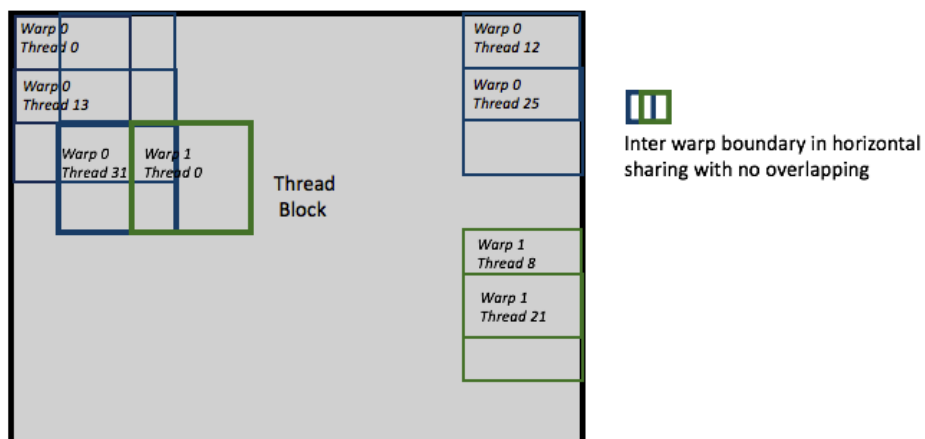 Warp 0
Thread 0
Warp 0
Thread 12
Warp 0
Thread 13
Warp 0
Thread 25
Warp 0
Thread 31
Warp 1
Thread 0
Thread
Block
Warp 1
Thread 8
Warp 1
Thread 21
Inter warp boundary in horizontal
sharing with no overlapping